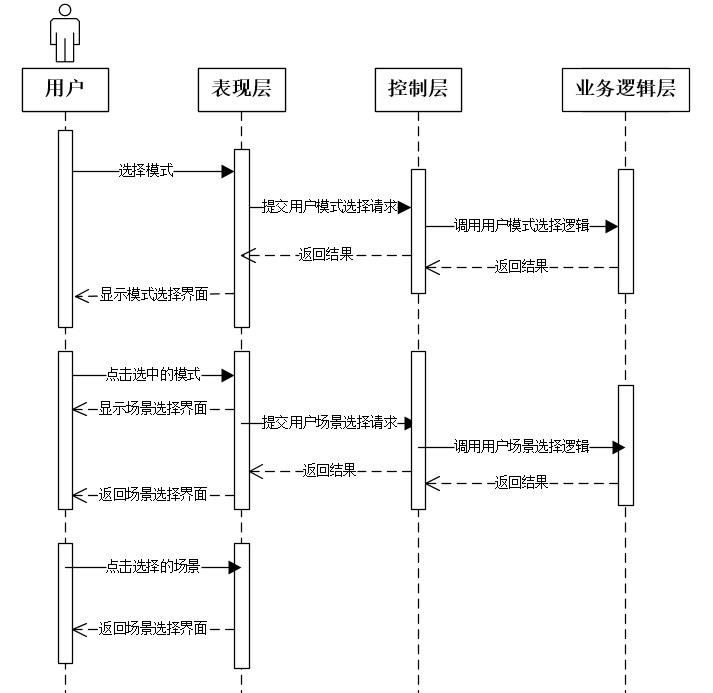 用户
表现层
控制层
业务逻辑层
选择模式
提交用户模式选择请求
调用用户模式选择逻辑
返回结果
返回结果
显示模式选择界面
点击选中的模式
显示场景选择界面
提交用户场景选择请求
调用用户场景选择逻辑
返回结果
返回结果
返回场景选择界面
点击选择的场景
返回场景选择界面